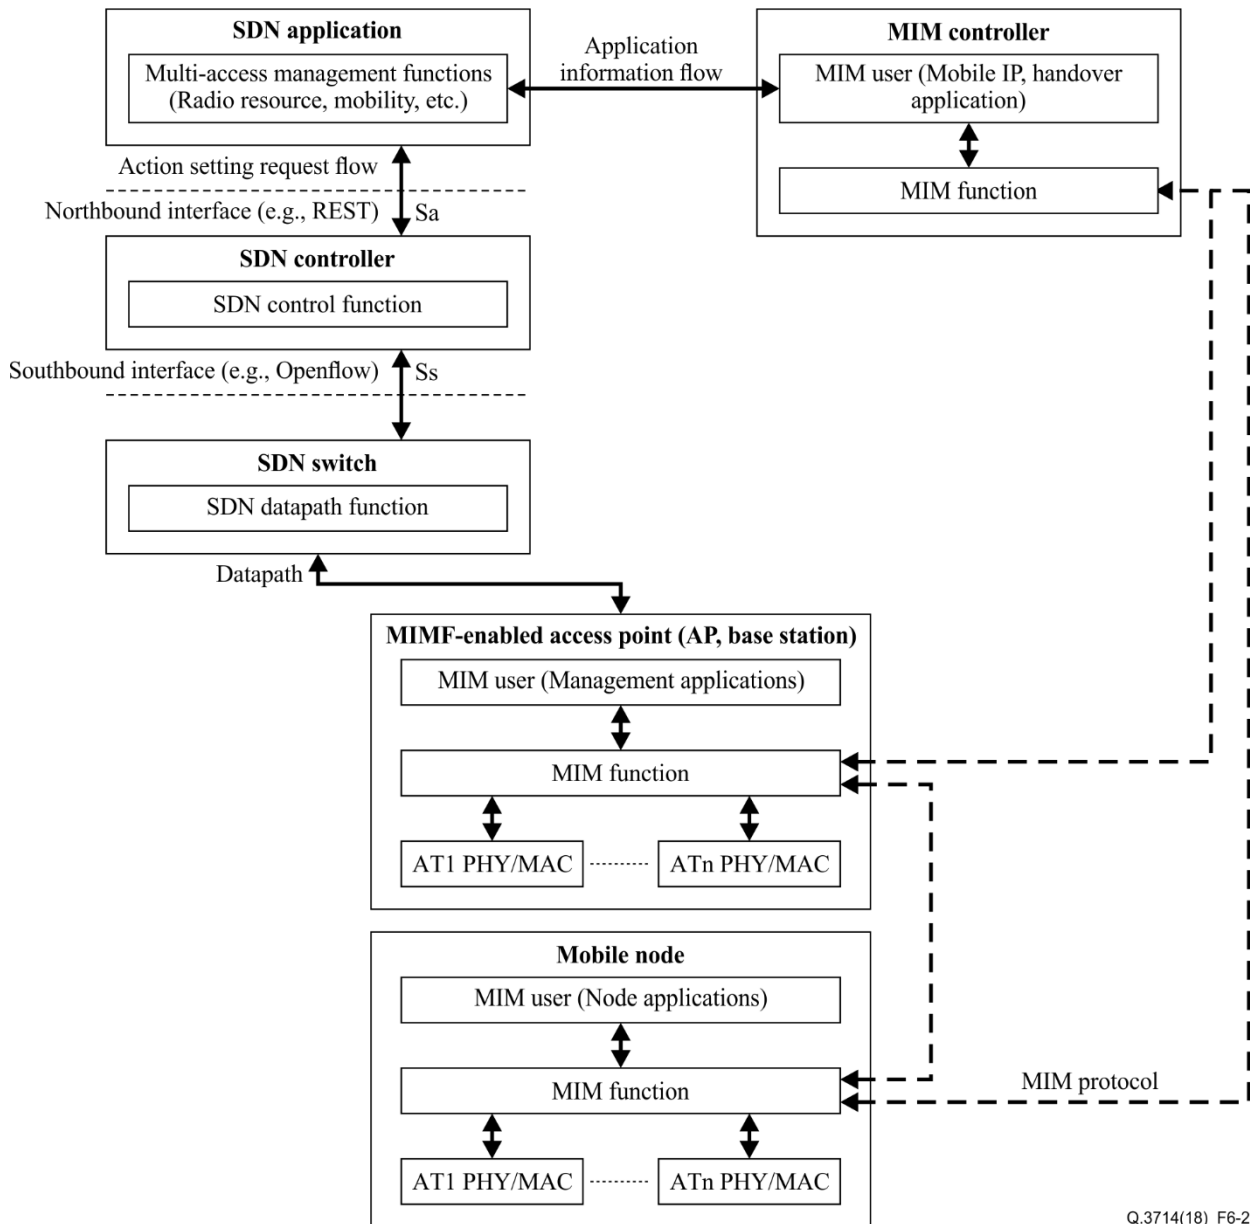 SDN application
Multi-access management functions
(Radio resource, mobility, etc.)
Application
information flow
MIM controller
MIM user (Mobile IP, handover
application)
MIM function
Action setting request flow
Northbound interface (e.g., REST)
Sa
SDN controller
SDN control function
Southbound interface (e.g., Openflow)
Ss
SDN switch
SDN datapath function
Datapath
MIMF-enabled access point (AP, base station)
MIM user (Management applications)
MIM function
AT1 PHY/MAC
ATn PHY/MAC
Mobile node
MIM user (Node applications)
MIM function
MIM protocol
AT1 PHY/MAC
ATn PHY/MAC
Q.3714(18)_F6-2